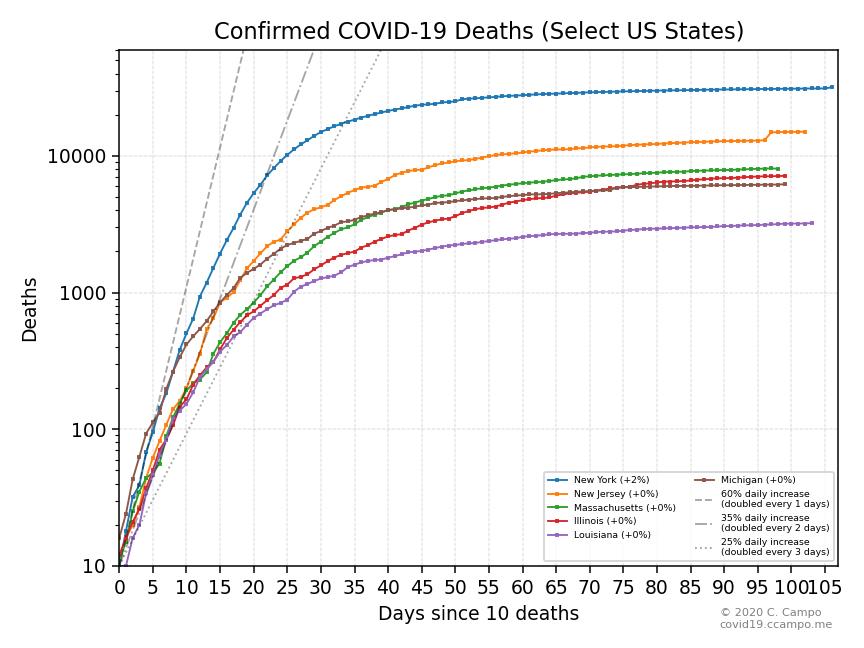 Confirmed COVID-19 Deaths (Select US States)
Deaths
10000
1000
100
10
0 5 10 15 20 25 30 35 40 45 50 55 60 65 70 75 80 85 90 95 100 105
Days since 10 deaths
New York (+2%)
New Jersey (+0%)
Massachusetts (+0%)
Illinois (+0%)
Louisiana (+0%)
Michigan (+0%)
60% daily increase
(doubled every 1 days)
35% daily increase
(doubled every 2 days)
25% daily increase
(doubled every 3 days)
© 2020 C. Campo
covid19.ccampo.me